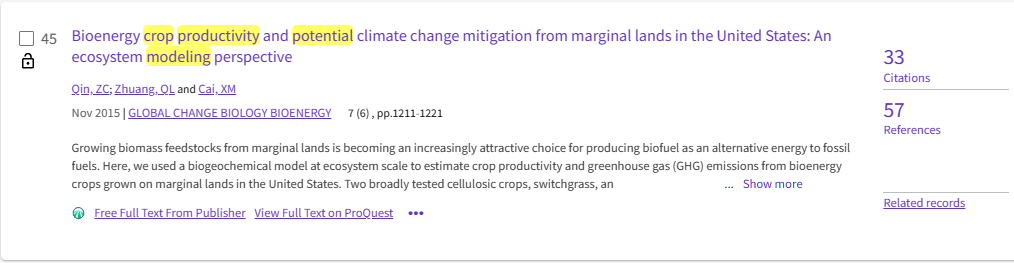 45
Bioenergy crop productivity and potential climate change mitigation from marginal lands in the United States: An
ecosystem modeling perspective
Qin, ZC; Zhuang, QL and Cai, XM
Nov 2015 | GLOBAL CHANGE BIOLOGY BIOENERGY 7 (6) , pp.1211-1221
Growing biomass feedstocks from marginal lands is becoming an increasingly attractive choice for producing biofuel as an alternative energy to fossil
fuels. Here, we used a biogeochemical model at ecosystem scale to estimate crop productivity and greenhouse gas (GHG) emissions from bioenergy
crops grown on marginal lands in the United States. Two broadly tested cellulosic crops, switchgrass, an ... Show more
Free Full Text From Publisher View Full Text on ProQuest •••
33
Citations
57
References
Related records